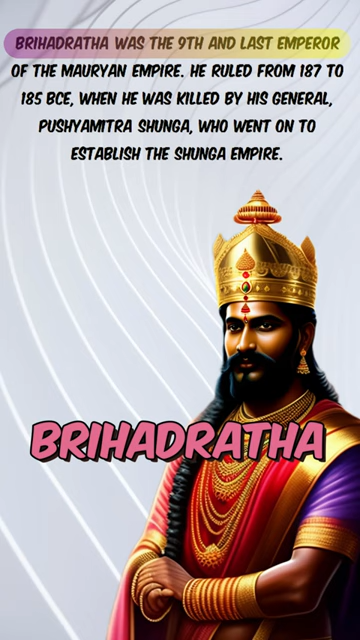 BRIHADRATHA WAS THE 9TH AND LAST EMPEROR
OF THE MAURYAN EMPIRE. HE RULED FROM 187 TO
185 BCE, WHEN HE WAS KILLED BY HIS GENERAL,
PUSHYAMITRA SHUNGA, WHO WENT ON TO
ESTABLISH THE SHUNGA EMPIRE.
BRIHADRATHA